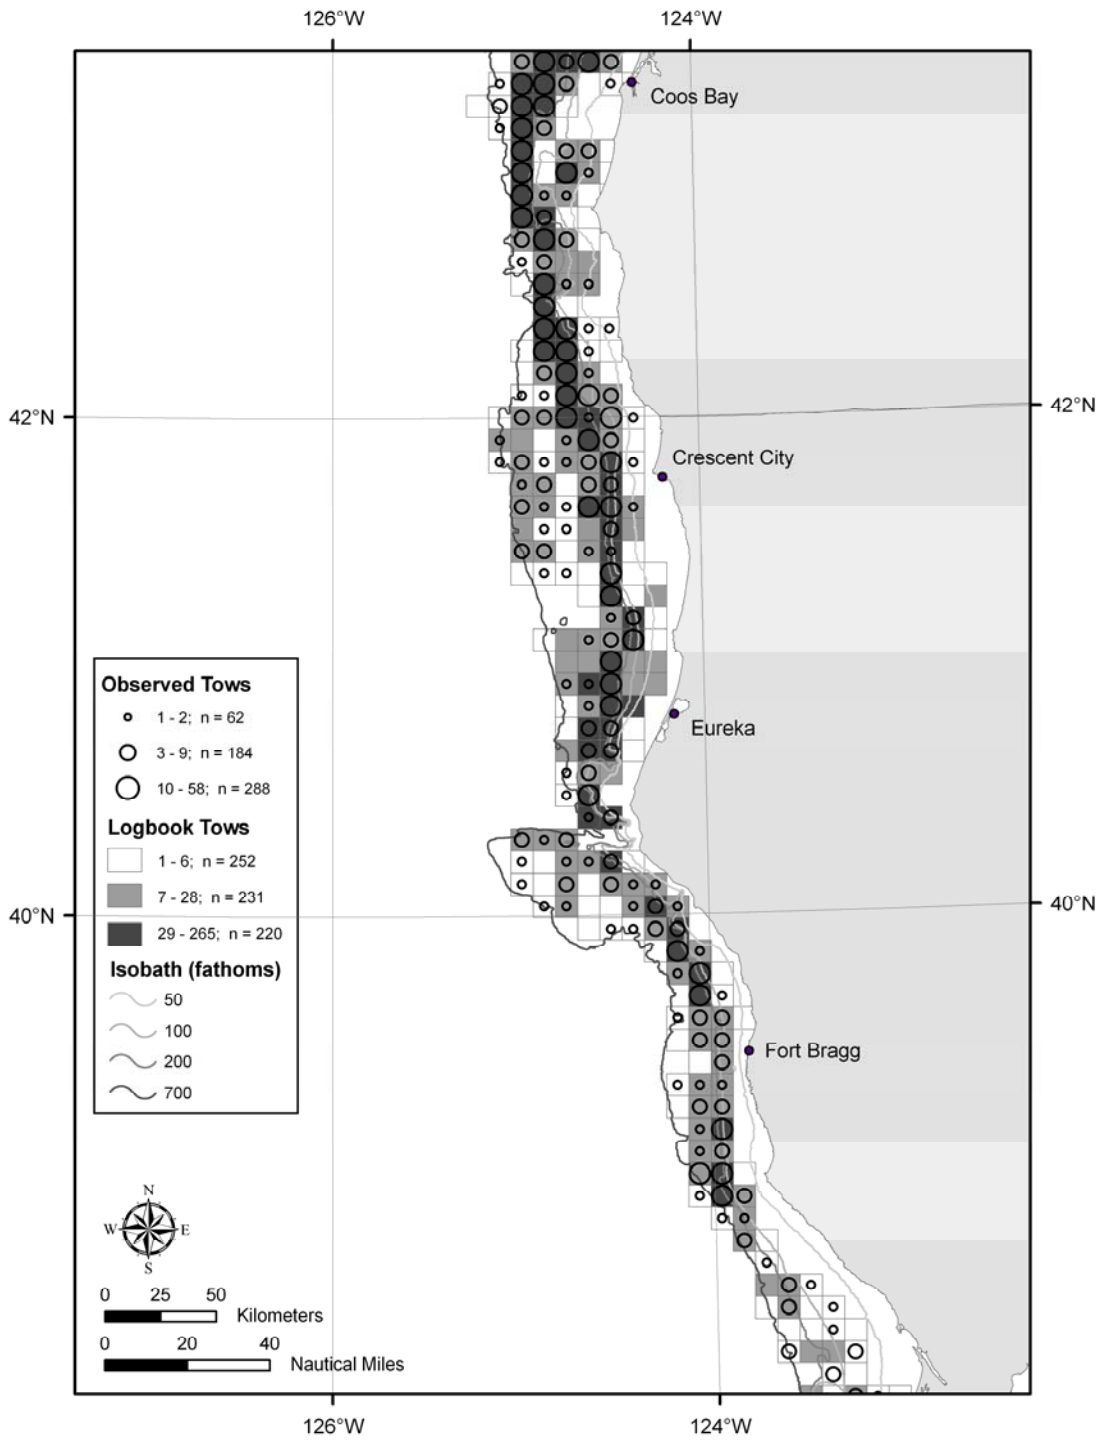 126°W 124°W
Coos Bay
42°N 42°N
Crescent City
Observed Tows
1 - 2; n = 62
3 - 9; n = 184
10 - 58; n = 288
Eureka
Logbook Tows
1 - 6; n = 252
7 - 28; n = 231
29 - 265; n = 220
40°N 40°N
Isobath (fathoms)
50
100
200
700
Fort Bragg
N
W E
S
0 25 50
Kilometers
0 20 40
Nautical Miles
126°W 124°W